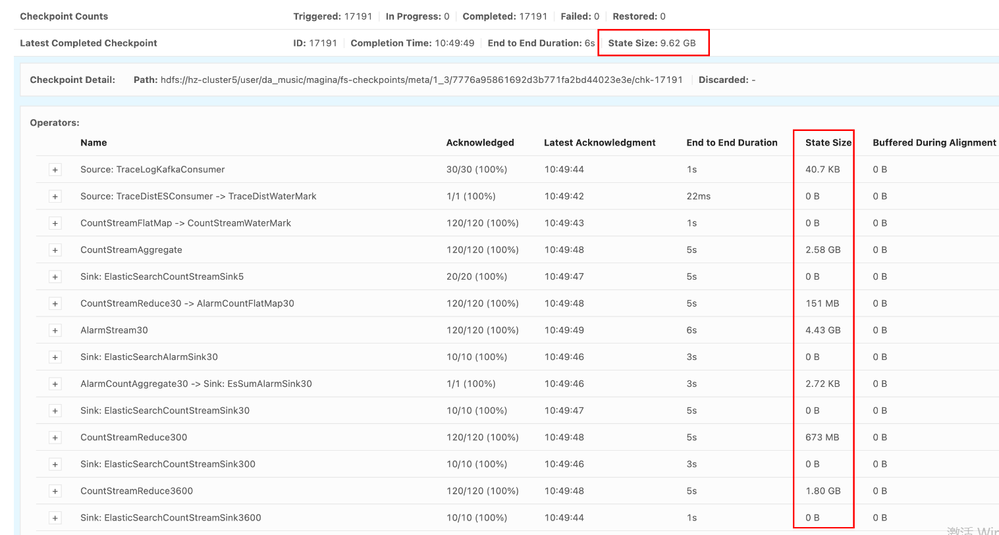 Checkpoint Counts Triggered: 17191 In Progress: 0 Completed: 17191 Failed: 0 Restored: 0
Latest Completed Checkpoint ID: 17191 Completion Time: 10:49:49 End to End Duration: 6s State Size: 9.62 GB
Checkpoint Detail: Path: hdfs://hz-cluster5/user/da_music/magina/fs-checkpoints/meta/1_3/7776a95861692d3b771fa2bd44023e3e/chk-17191 Discarded: -
Operators:
Name Acknowledged Latest Acknowledgment End to End Duration State Size Buffered During Alignment
+ Source: TraceLogKafkaConsumer 30/30 (100%) 10:49:44 1s 40.7 KB 0 B
+ Source: TraceDistESConsumer -> TraceDistWaterMark 1/1 (100%) 10:49:42 22ms 0 B 0 B
+ CountStreamFlatMap -> CountStreamWaterMark 120/120 (100%) 10:49:43 1s 0 B 0 B
+ CountStreamAggregate 120/120 (100%) 10:49:48 5s 2.58 GB 0 B
+ Sink: ElasticSearchCountStreamSink5 20/20 (100%) 10:49:47 5s 0 B 0 B
+ CountStreamReduce30 -> AlarmCountFlatMap30 120/120 (100%) 10:49:48 5s 151 MB 0 B
+ AlarmStream30 120/120 (100%) 10:49:49 6s 4.43 GB 0 B
+ Sink: ElasticSearchAlarmSink30 10/10 (100%) 10:49:46 3s 0 B 0 B
+ AlarmCountAggregate30 -> Sink: EsSumAlarmSink30 1/1 (100%) 10:49:46 3s 2.72 KB 0 B
+ Sink: ElasticSearchCountStreamSink30 10/10 (100%) 10:49:47 5s 0 B 0 B
+ CountStreamReduce300 120/120 (100%) 10:49:48 5s 673 MB 0 B
+ Sink: ElasticSearchCountStreamSink300 10/10 (100%) 10:49:46 3s 0 B 0 B
+ CountStreamReduce3600 120/120 (100%) 10:49:48 5s 1.80 GB 0 B
+ Sink: ElasticSearchCountStreamSink3600 10/10 (100%) 10:49:44 1s 0 B 0 B
激活